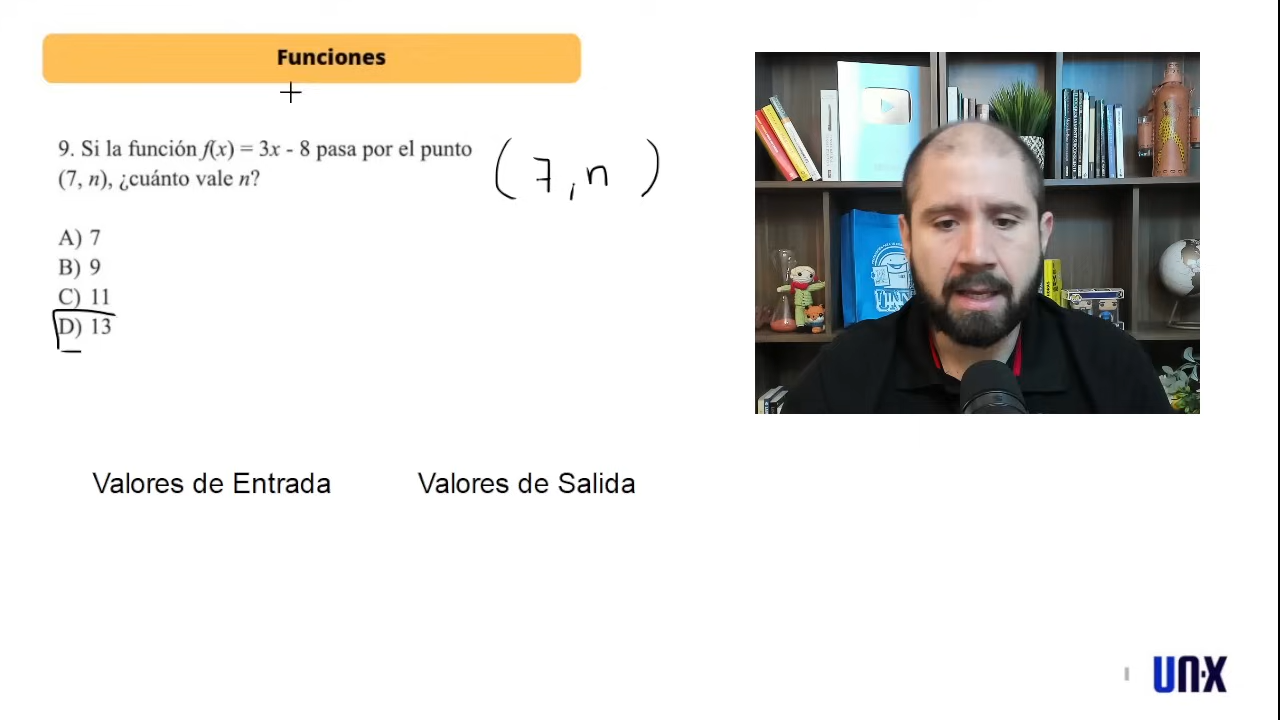 Funciones
9. Si la función f(x) = 3x - 8 pasa por el punto
(7, n), ¿cuánto vale n?
(7, n)
A) 7
B) 9
C) 11
D) 13
Valores de Entrada
Valores de Salida
UNX